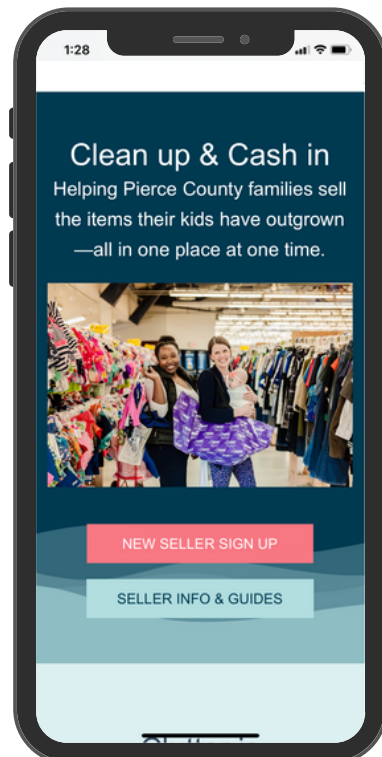 1:28
Clean up & Cash in
Helping Pierce County families sell
the items their kids have outgrown
—all in one place at one time.
NEW SELLER SIGN UP
SELLER INFO & GUIDES